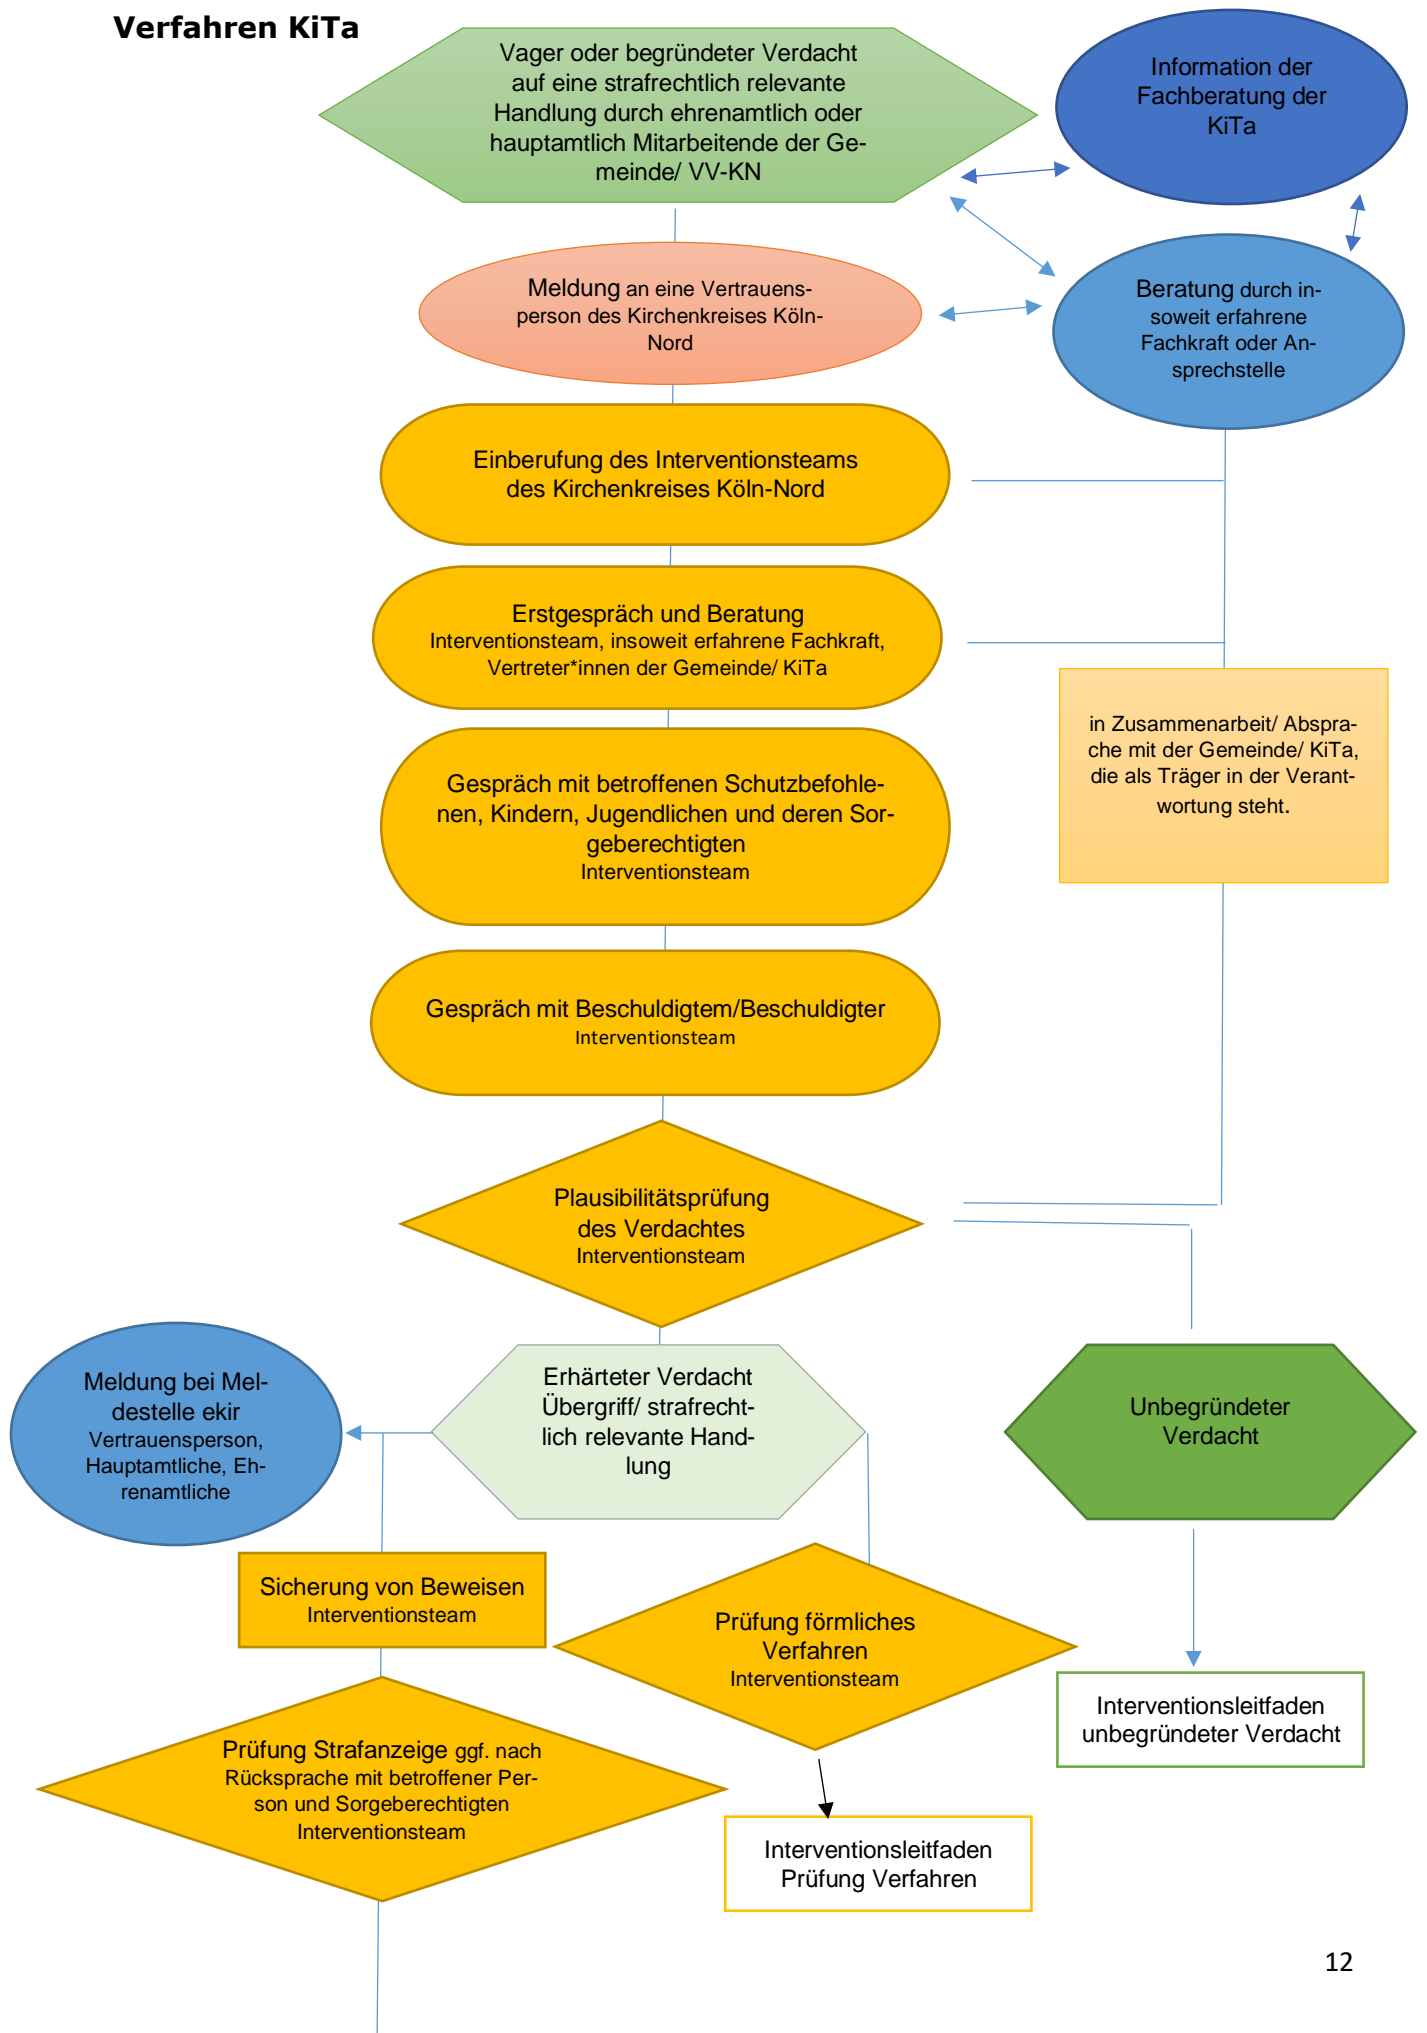 Verfahren KiTa
Vager oder begründeter Verdacht
auf eine strafrechtlich relevante
Handlung durch ehrenamtlich oder
hauptamtlich Mitarbeitende der Ge-
meinde/ VV-KN
Information der
Fachberatung der
KiTa
Meldung an eine Vertrauens-
person des Kirchenkreises Köln-
Nord
Beratung durch in-
soweit erfahrene
Fachkraft oder An-
sprechstelle
Einberufung des Interventionsteams
des Kirchenkreises Köln-Nord
Erstgespräch und Beratung
Interventionsteam, insoweit erfahrene Fachkraft,
Vertreter*innen der Gemeinde/ KiTa
in Zusammenarbeit/ Abspra-
che mit der Gemeinde/ KiTa,
die als Träger in der Verant-
wortung steht.
Gespräch mit betroffenen Schutzbefohle-
nen, Kindern, Jugendlichen und deren Sor-
geberechtigten
Interventionsteam
Gespräch mit Beschuldigtem/Beschuldigter
Interventionsteam
Plausibilitätsprüfung
des Verdachtes
Interventionsteam
Meldung bei Mel-
destelle ekir
Vertrauensperson,
Hauptamtliche, Eh-
renamtliche
Erhärteter Verdacht
Übergriff/ strafrecht-
lich relevante Hand-
lung
Unbegründeter
Verdacht
Sicherung von Beweisen
Interventionsteam
Prüfung förmliches
Verfahren
Interventionsteam
Interventionsleitfaden
unbegründeter Verdacht
Prüfung Strafanzeige ggf. nach
Rücksprache mit betroffener Per-
son und Sorgeberechtigten
Interventionsteam
Interventionsleitfaden
Prüfung Verfahren
12